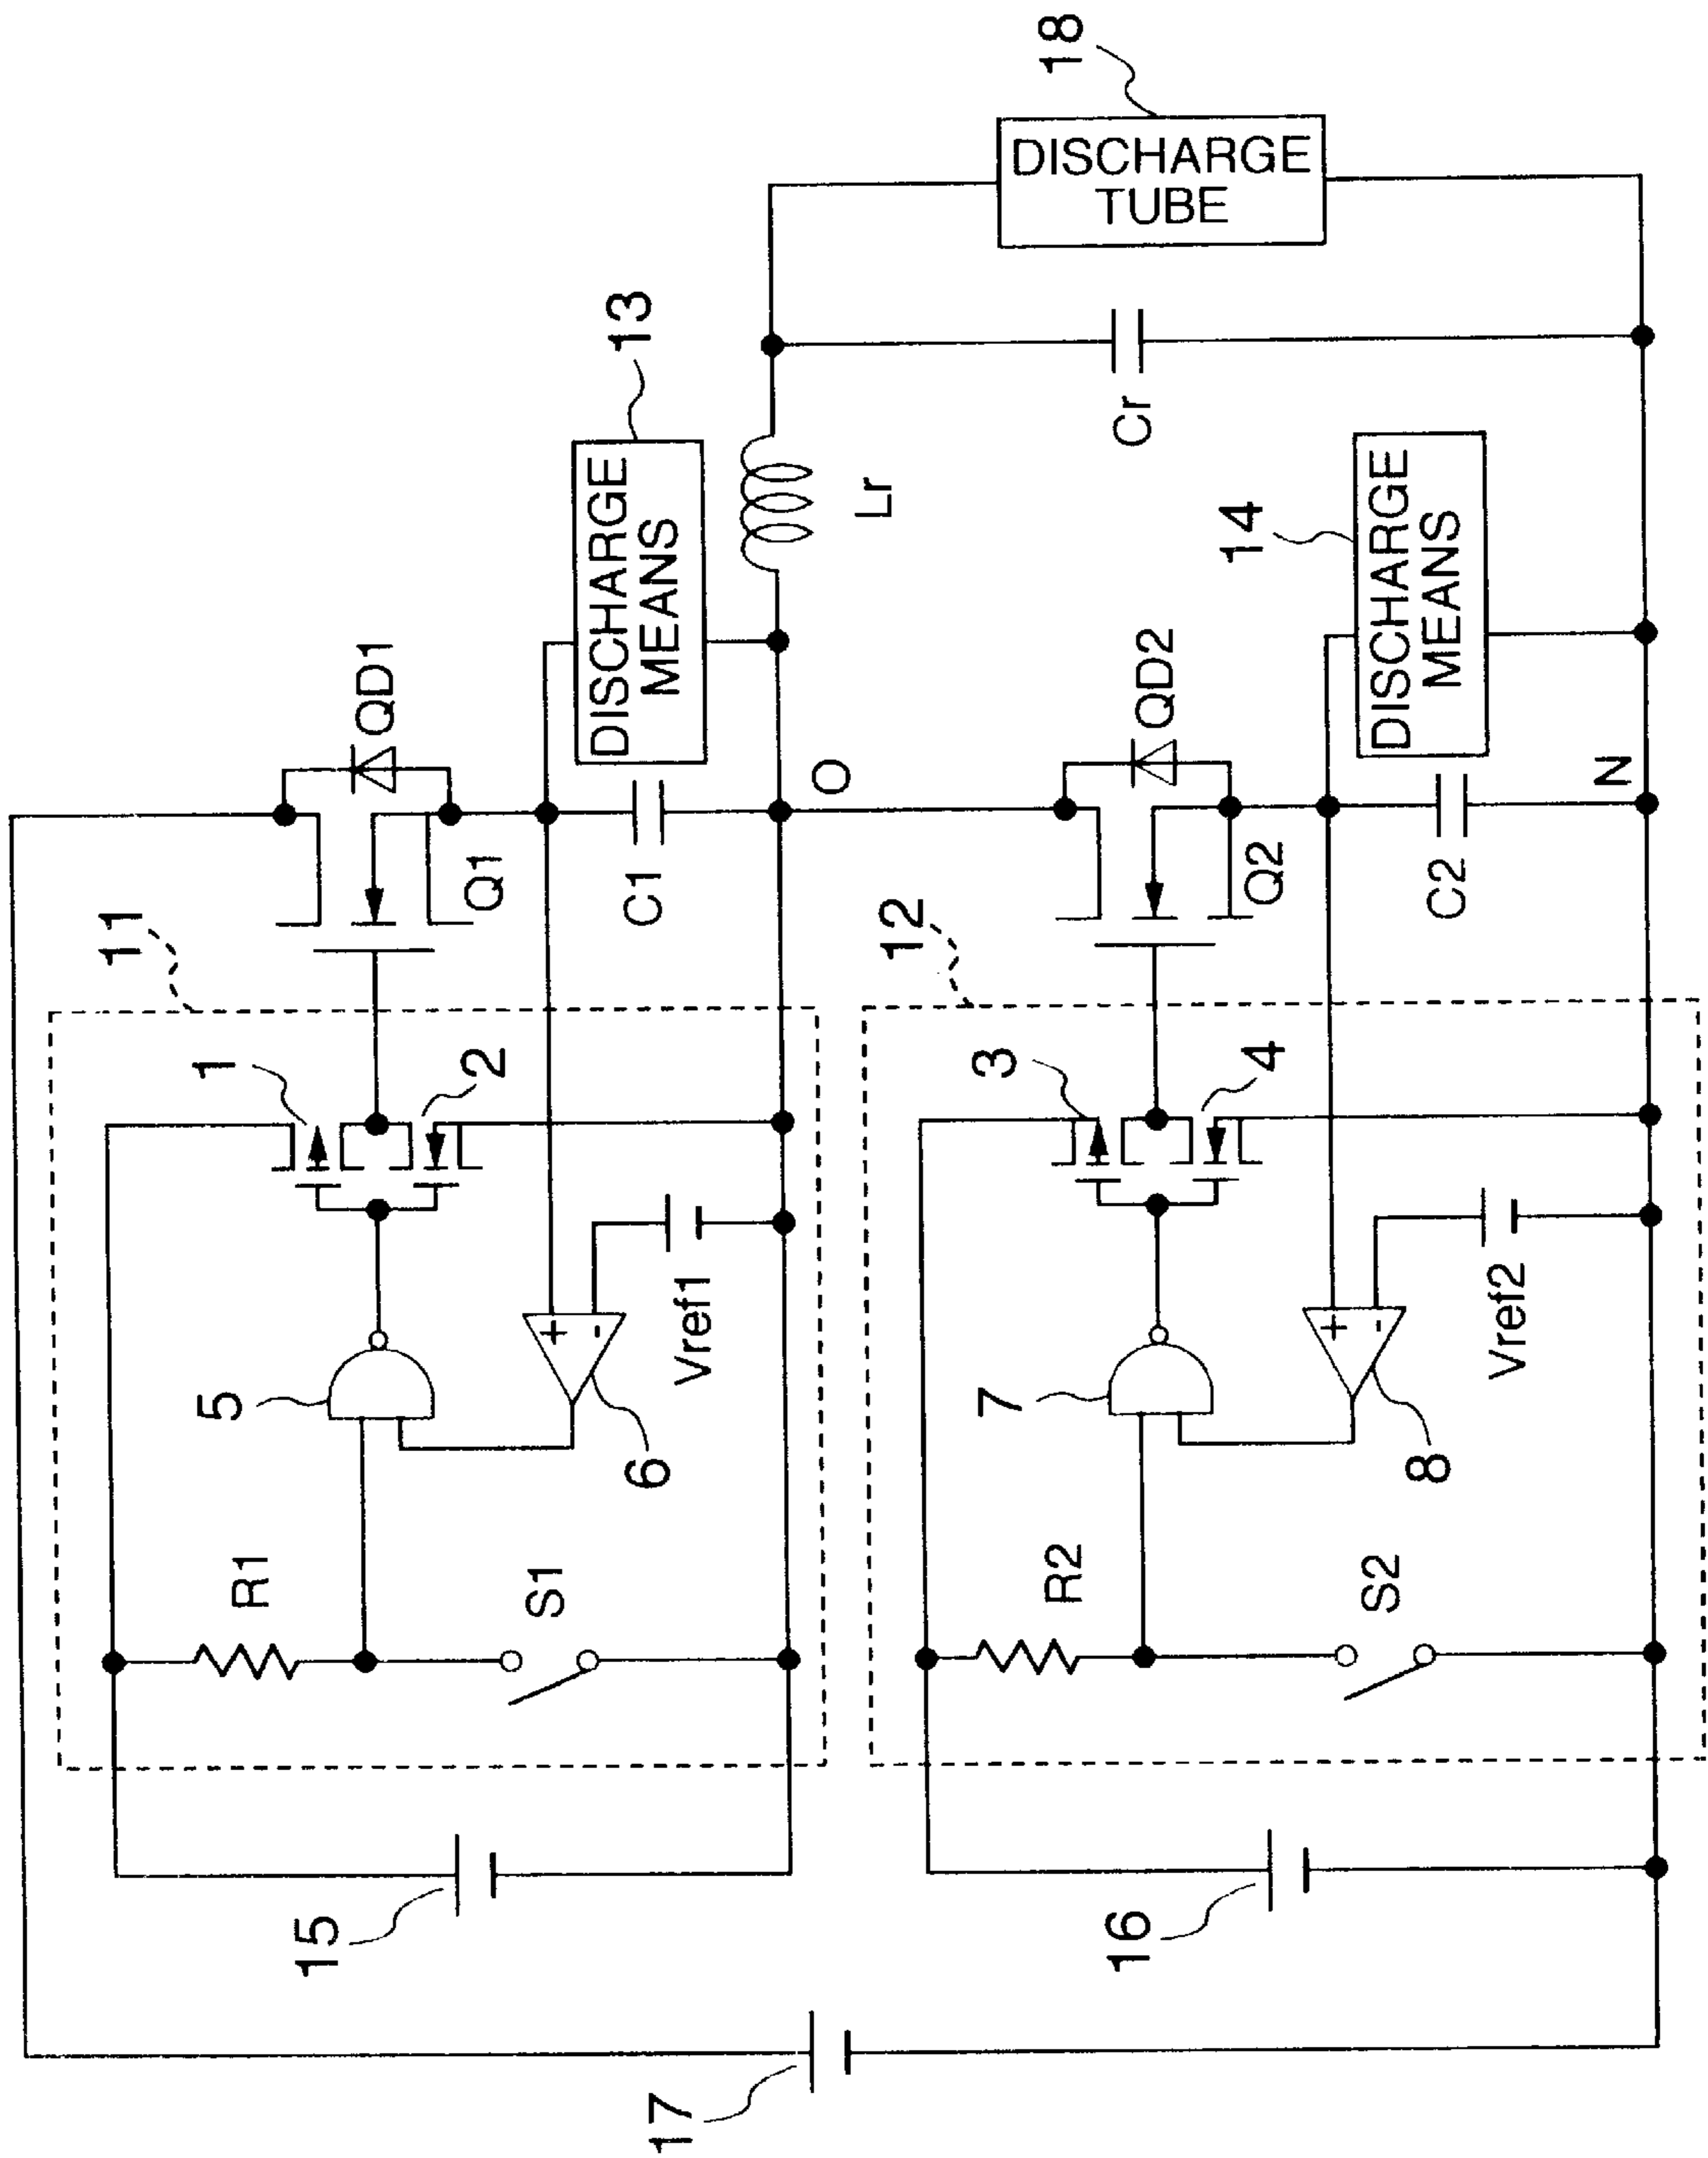 18
DISCHARGE
TUBE
13
DISCHARGE
MEANS
Lr
Cr
14
DISCHARGE
MEANS
QD1
QD2
O
N
Q1
C1
Q2
C2
11
12
1
2
3
4
5
+
-
6
Vref1
7
+
-
8
Vref2
R1
S1
R2
S2
15
16
17